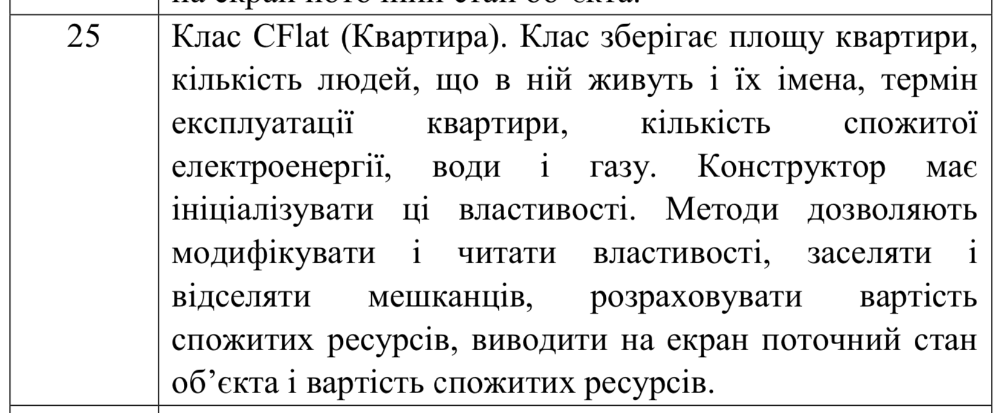 25
Клас CFlat (Квартира). Клас зберігає площу квартири,
кількість людей, що в ній живуть і їх імена, термін
експлуатації квартири, кількість спожитої
електроенергії, води і газу. Конструктор має
ініціалізувати ці властивості. Методи дозволяють
модифікувати і читати властивості, заселяти і
відселяти мешканців, розраховувати вартість
спожитих ресурсів, виводити на екран поточний стан
об’єкта і вартість спожитих ресурсів.